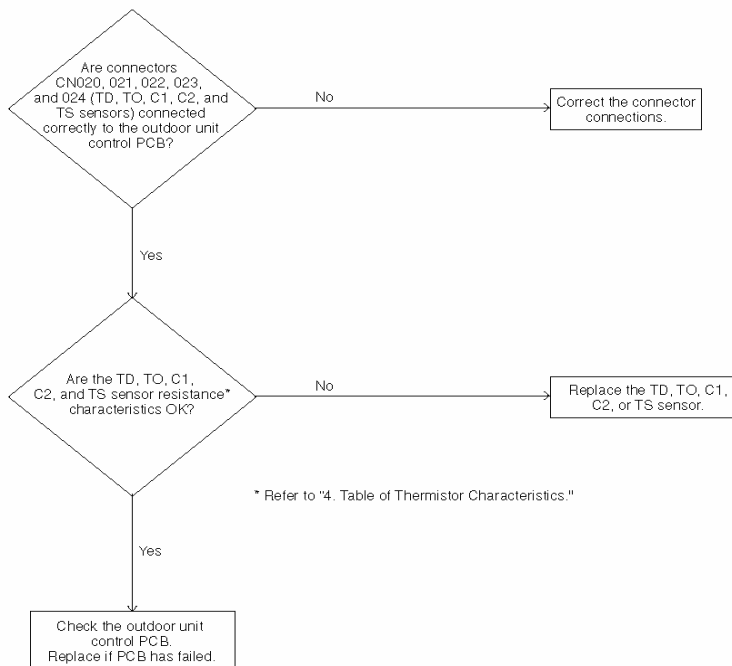 Are connectors
CN020, 021, 022, 023,
and 024 (TD, TO, C1, C2, and
TS sensors) connected
correctly to the outdoor unit
control PCB?
No
Correct the connector
connections.
Yes
Are the TD, TO, C1,
C2, and TS sensor resistance*
characteristics OK?
No
Replace the TD, TO, C1,
C2, or TS sensor.
* Refer to "4. Table of Thermistor Characteristics."
Yes
Check the outdoor unit
control PCB.
Replace if PCB has failed.